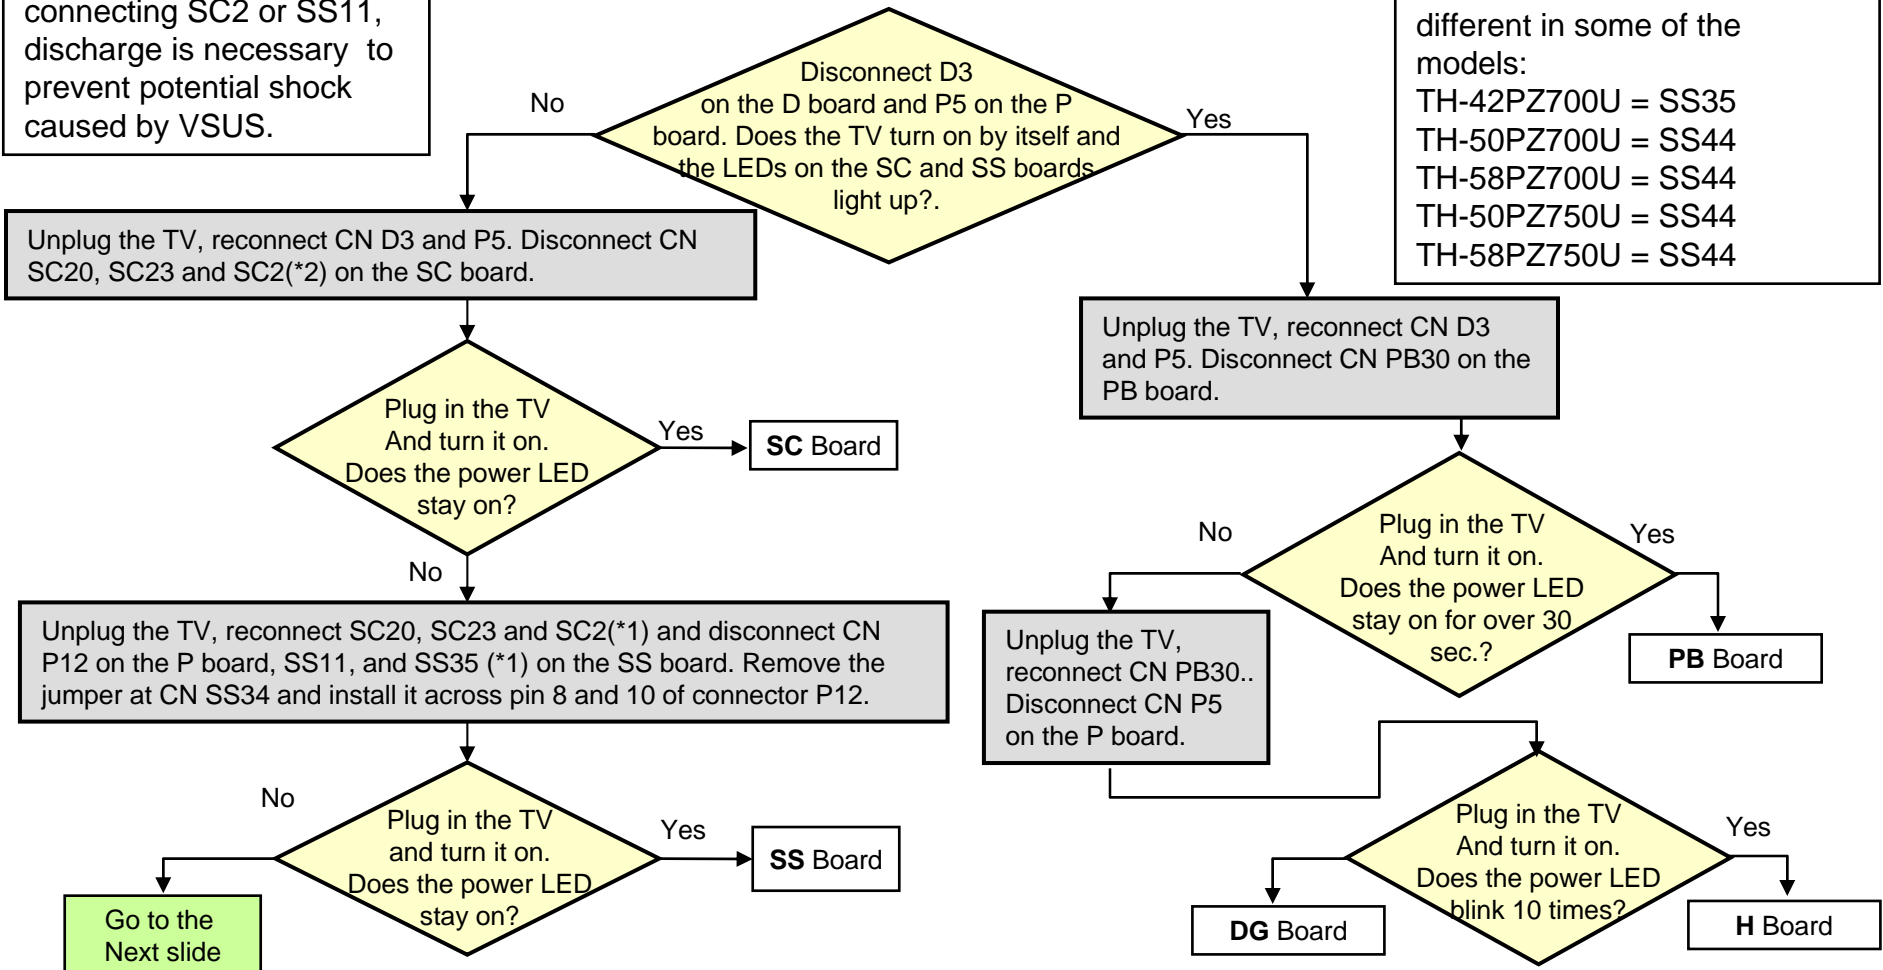 connecting SC2 or SS11,
discharge is necessary to
prevent potential shock
caused by VSUS.
different in some of the
models:
TH-42PZ700U = SS35
TH-50PZ700U = SS44
TH-58PZ700U = SS44
TH-50PZ750U = SS44
TH-58PZ750U = SS44
Disconnect D3
on the D board and P5 on the P
board. Does the TV turn on by itself and
the LEDs on the SC and SS boards
light up?.
No
Yes
Unplug the TV, reconnect CN D3 and P5. Disconnect CN
SC20, SC23 and SC2(*2) on the SC board.
Unplug the TV, reconnect CN D3
and P5. Disconnect CN PB30 on the
PB board.
Plug in the TV
And turn it on.
Does the power LED
stay on?
Yes
SC Board
No
Plug in the TV
And turn it on.
Does the power LED
stay on for over 30
sec.?
No
Yes
PB Board
Unplug the TV, reconnect SC20, SC23 and SC2(*1) and disconnect CN
P12 on the P board, SS11, and SS35 (*1) on the SS board. Remove the
jumper at CN SS34 and install it across pin 8 and 10 of connector P12.
Unplug the TV,
reconnect CN PB30..
Disconnect CN P5
on the P board.
Plug in the TV
and turn it on.
Does the power LED
stay on?
No
Yes
SS Board
Go to the
Next slide
Plug in the TV
And turn it on.
Does the power LED
blink 10 times?
Yes
DG Board
H Board